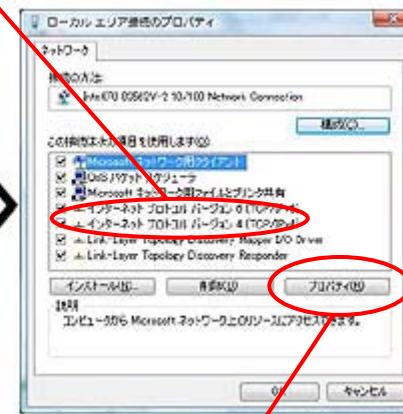 ローカル エリア接続のプロパティ
ネットワーク
接続の方法:
Network Connection
構成(C)...
この接続は次の項目を使用します(O):
Microsoft ネットワーク用クライアント
QoS パケット スケジューラ
Microsoft ネットワーク用ファイルとプリンタ共有
インターネット プロトコル バージョン 6 (TCP/IPv6)
インターネット プロトコル バージョン 4 (TCP/IPv4)
Link-Layer Topology Discovery Mapper I/O Driver
Link-Layer Topology Discovery Responder
インストール(N)...
削除(U)
プロパティ(R)
説明
コンピュータから Microsoft ネットワーク上のリソースにアクセスできます。
OK
キャンセル